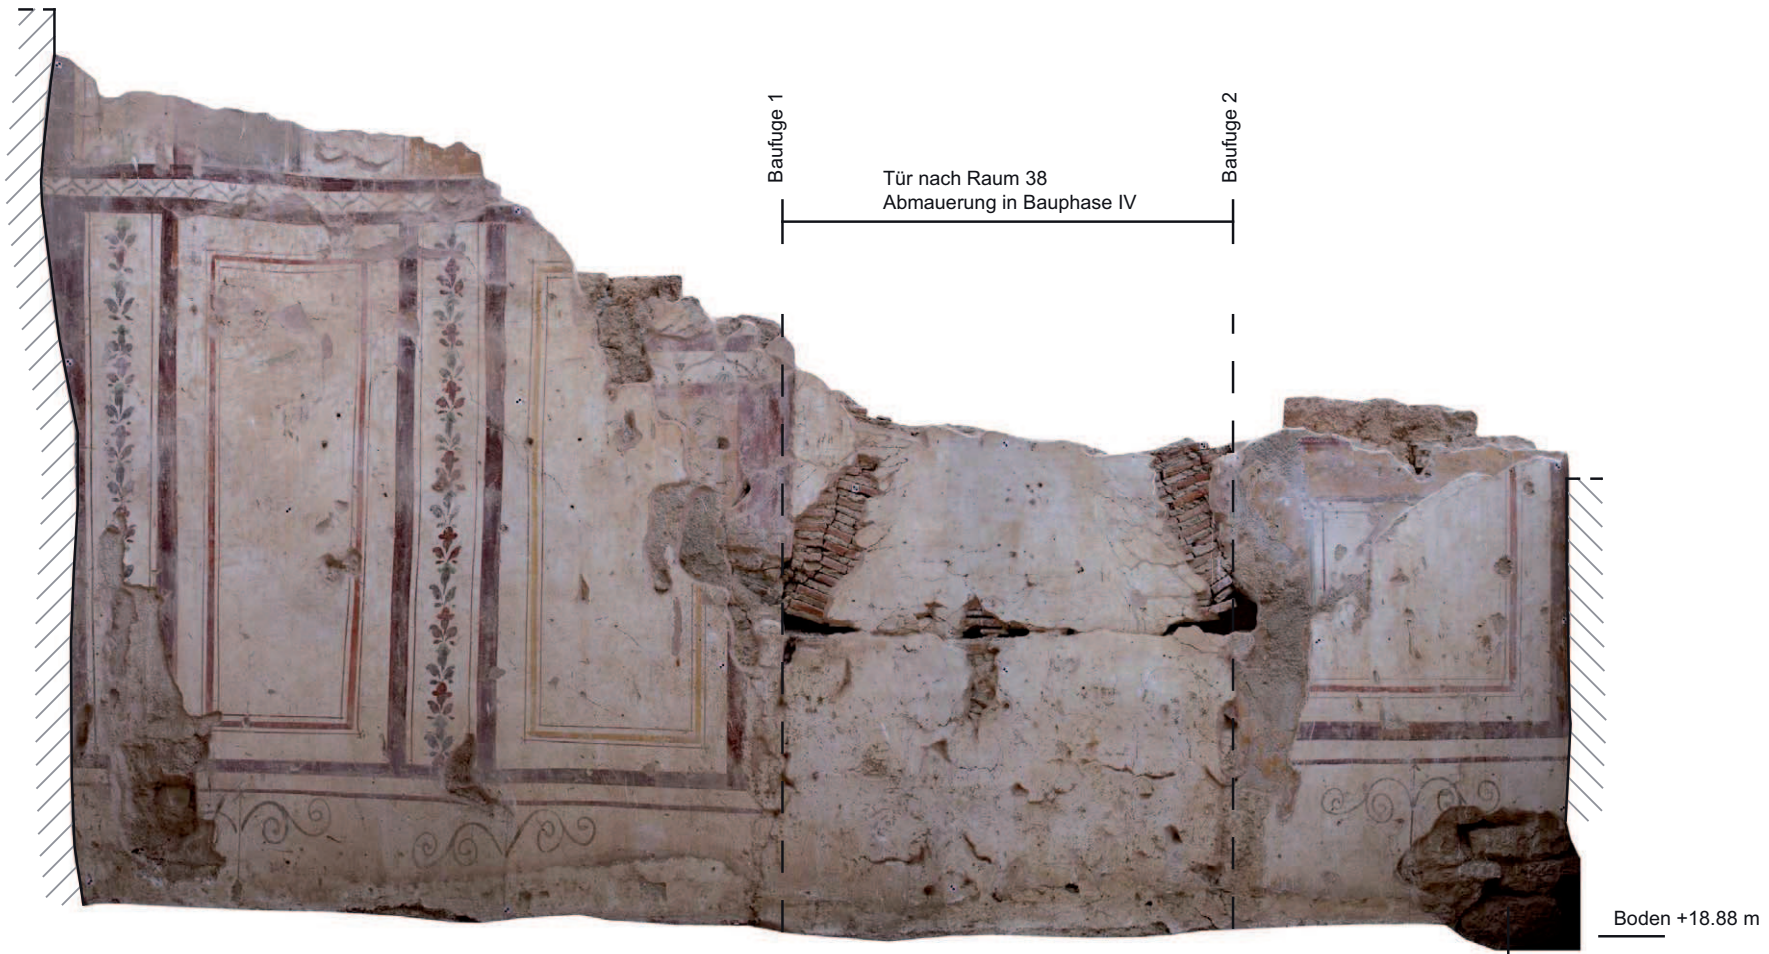 Baufuge 1
Baufuge 2
Tür nach Raum 38
Abmauerung in Bauphase IV
Boden +18.88 m